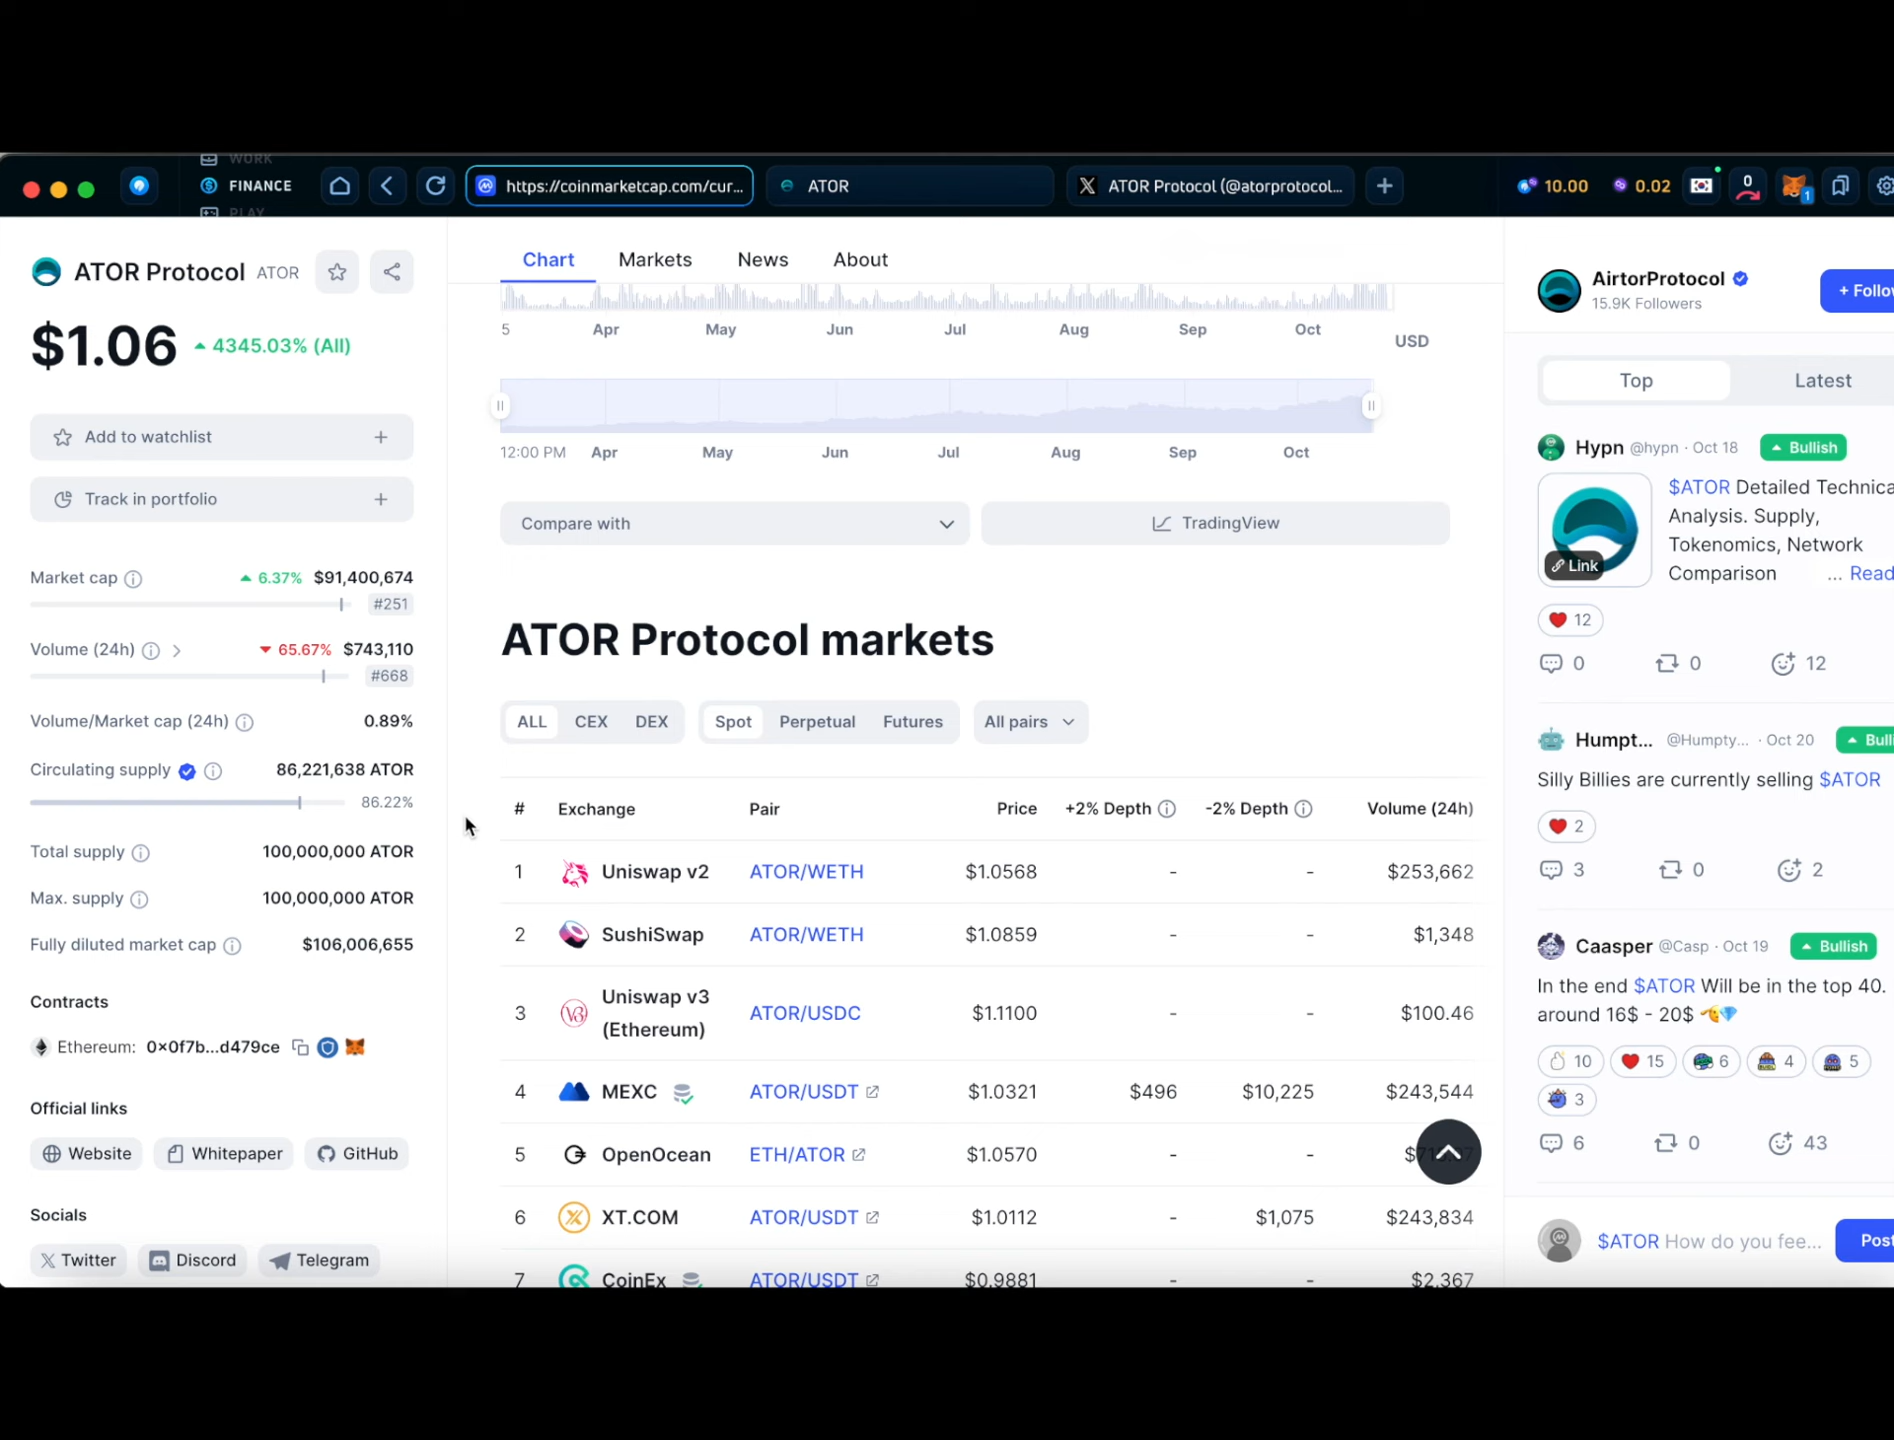 WORK
FINANCE
PLAY
https://coinmarketcap.com/cur...
ATOR
ATOR Protocol (@atorprotocol...
10.00
0.02
0
1
ATOR Protocol ATOR
$1.06 4345.03% (All)
Add to watchlist
Track in portfolio
Market cap 6.37% $91,400,674
#251
Volume (24h) 65.67% $743,110
#668
Volume/Market cap (24h) 0.89%
Circulating supply 86,221,638 ATOR
86.22%
Total supply 100,000,000 ATOR
Max. supply 100,000,000 ATOR
Fully diluted market cap $106,006,655
Contracts
Ethereum: 0x0f7b...d479ce
Official links
Website Whitepaper GitHub
Socials
Twitter Discord Telegram
Chart Markets News About
5 Apr May Jun Jul Aug Sep Oct
USD
12:00 PM Apr May Jun Jul Aug Sep Oct
Compare with TradingView
ATOR Protocol markets
ALL CEX DEX Spot Perpetual Futures All pairs
# Exchange Pair Price +2% Depth -2% Depth Volume (24h)
1 Uniswap v2 ATOR/WETH $1.0568 - - $253,662
2 SushiSwap ATOR/WETH $1.0859 - - $1,348
3 Uniswap v3 (Ethereum) ATOR/USDC $1.1100 - - $100.46
4 MEXC ATOR/USDT $1.0321 $496 $10,225 $243,544
5 OpenOcean ETH/ATOR $1.0570 - -
6 XT.COM ATOR/USDT $1.0112 - $1,075 $243,834
7 CoinEx ATOR/USDT $0.9881 - - $2,367
AirtorProtocol
15.9K Followers
+ Follow
Top Latest
Hypn @hypn · Oct 18 Bullish
$ATOR Detailed Technica
Analysis. Supply,
Tokenomics, Network
Comparison ... Read
Link
12
0 0 12
Humpt... @Humpty... · Oct 20 Bulli
Silly Billies are currently selling $ATOR
2
3 0 2
Caasper @Casp · Oct 19 Bullish
In the end $ATOR Will be in the top 40.
around 16$ - 20$
10 15 6 4 5
3
6 0 43
$ATOR How do you fee... Post